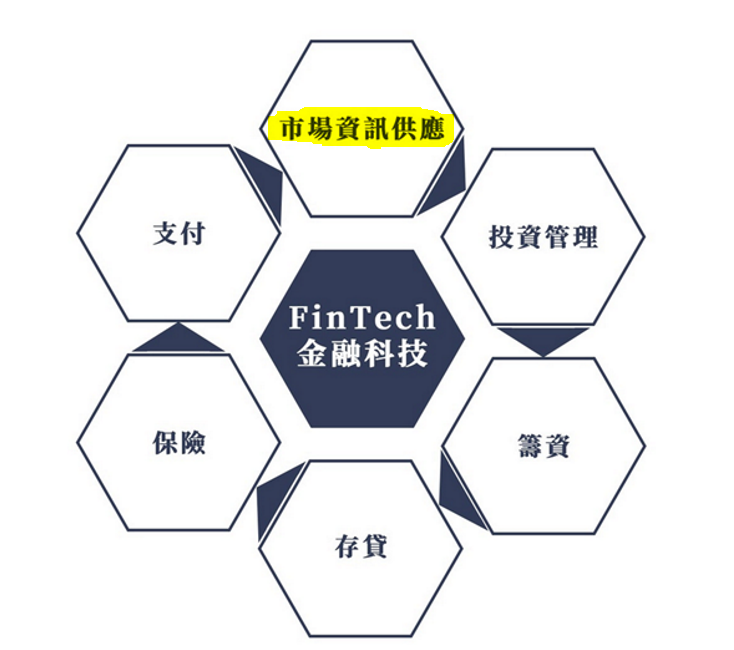 市場資訊供應
支付
投資管理
FinTech
金融科技
保險
籌資
存貸